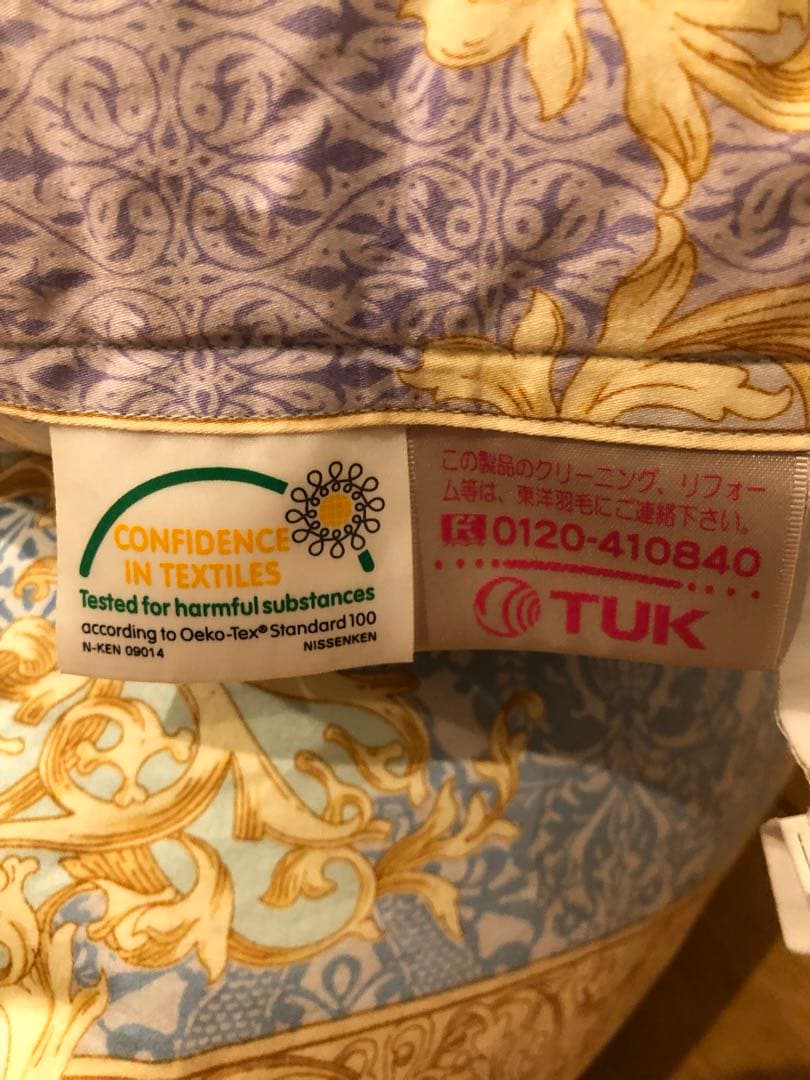 CONFIDENCE
IN TEXTILES
Tested for harmful substances
according to Oeko-Tex® Standard 100
N-KEN 09014 NISSENKEN
この製品のクリーニング、リフォー
ム等は、東洋羽毛にご連絡下さい。
0120-410840
TUK